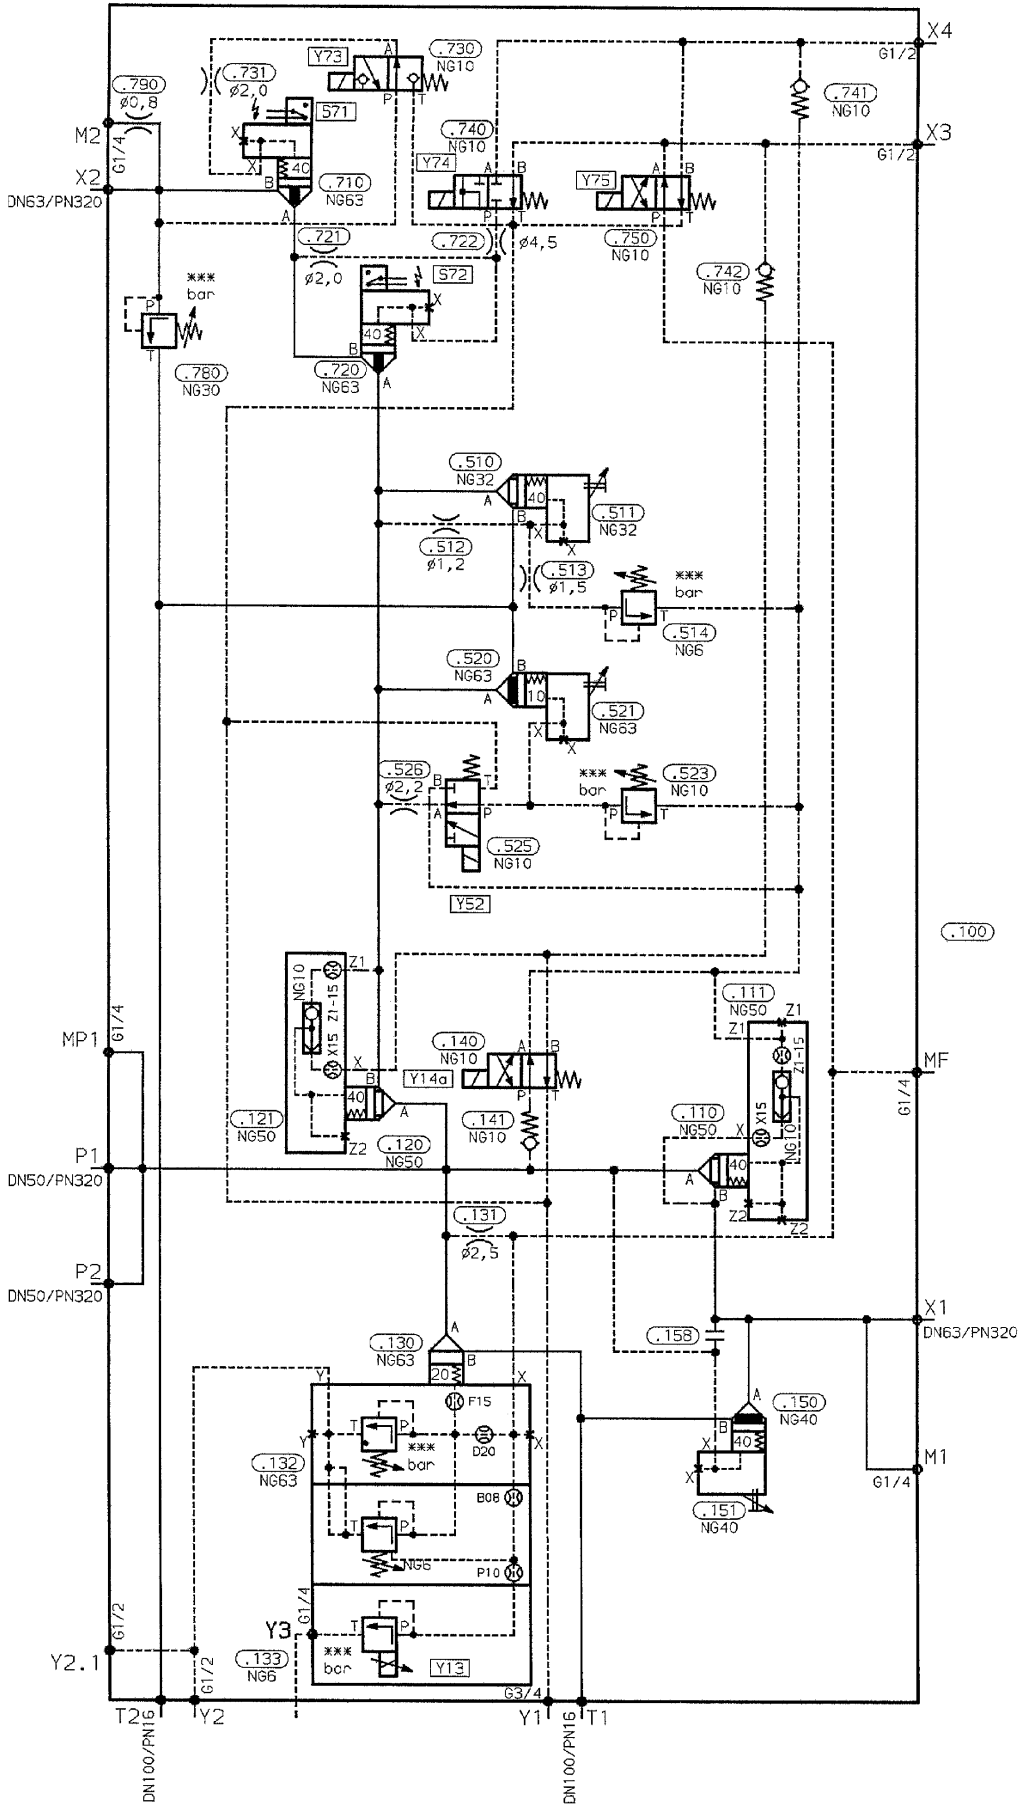 X4
G1/2
.730
NG10
Y73
A
P
T
.731
ø2,0
.790
ø0,8
M2
G1/4
S71
X
X
40
B
A
.710
NG63
.741
NG10
X3
G1/2
.740
NG10
Y74
A
B
P
T
Y75
A
B
P
T
.750
NG10
X2
DN63/PN320
.721
ø2,0
.722
ø4,5
.742
NG10
S72
X
X
40
B
A
.720
NG63
***
bar
P
T
.780
NG30
.510
NG32
A
40
B
X
X
.511
NG32
.512
ø1,2
.513
ø1,5
***
bar
P
T
.514
NG6
.520
NG63
B
A
10
X
X
.521
NG63
.526
ø2,2
B
T
A
P
.525
NG10
***
bar
.523
NG10
P
T
Y52
.100
NG10
Z1
Z1-15
X15
X
B
40
A
Z2
.121
NG50
.120
NG50
.140
NG10
A
B
Y14a
P
T
.141
NG10
.111
NG50
Z1
Z1
Z1-15
X15
NG10
.110
NG50
X
40
B
Z2
Z2
MP1
G1/4
MF
G1/4
P1
DN50/PN320
P2
DN50/PN320
.131
ø2,5
X1
DN63/PN320
.158
.130
NG63
A
B
20
Y
X
F15
T
P
Y
D20
X
***
bar
.132
NG63
B08
T
P
NG6
P10
G1/4
Y3
T
P
***
bar
Y13
.133
NG6
G3/4
A
.150
NG40
B
40
X
X
.151
NG40
M1
G1/4
G1/2
Y2.1
G1/2
T2
DN100/PN16
Y2
Y1
DN100/PN16
T1